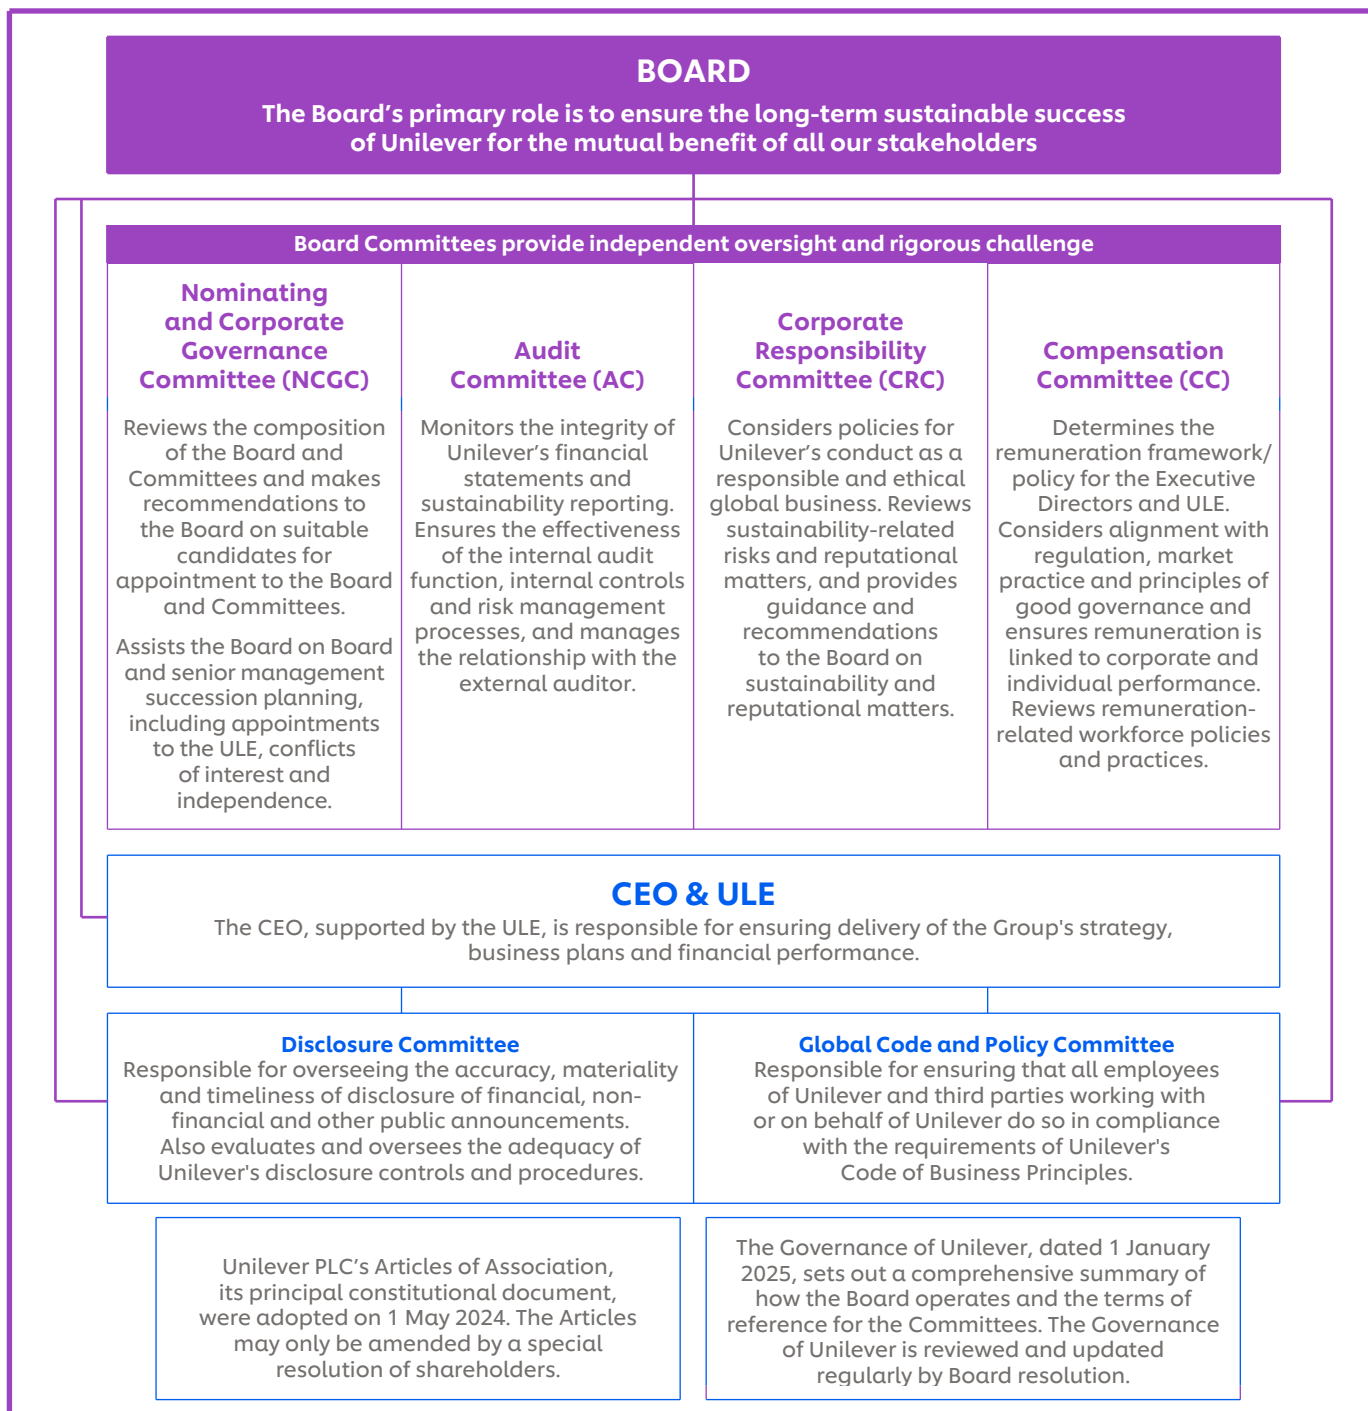 BOARD
The Board’s primary role is to ensure the long-term sustainable success
of Unilever for the mutual benefit of all our stakeholders
Board Committees provide independent oversight and rigorous challenge
Nominating
and Corporate
Governance
Committee (NCGC)
Reviews the composition
of the Board and
Committees and makes
recommendations to
the Board on suitable
candidates for
appointment to the Board
and Committees.
Assists the Board on Board
and senior management
succession planning,
including appointments
to the ULE, conflicts
of interest and
independence.
Audit
Committee (AC)
Monitors the integrity of
Unilever’s financial
statements and
sustainability reporting.
Ensures the effectiveness
of the internal audit
function, internal controls
and risk management
processes, and manages
the relationship with the
external auditor.
Corporate
Responsibility
Committee (CRC)
Considers policies for
Unilever’s conduct as a
responsible and ethical
global business. Reviews
sustainability-related
risks and reputational
matters, and provides
guidance and
recommendations
to the Board on
sustainability and
reputational matters.
Compensation
Committee (CC)
Determines the
remuneration framework/
policy for the Executive
Directors and ULE.
Considers alignment with
regulation, market
practice and principles of
good governance and
ensures remuneration is
linked to corporate and
individual performance.
Reviews remuneration-
related workforce policies
and practices.
CEO & ULE
The CEO, supported by the ULE, is responsible for ensuring delivery of the Group's strategy,
business plans and financial performance.
Disclosure Committee
Responsible for overseeing the accuracy, materiality
and timeliness of disclosure of financial, non-
financial and other public announcements.
Also evaluates and oversees the adequacy of
Unilever's disclosure controls and procedures.
Global Code and Policy Committee
Responsible for ensuring that all employees
of Unilever and third parties working with
or on behalf of Unilever do so in compliance
with the requirements of Unilever's
Code of Business Principles.
Unilever PLC’s Articles of Association,
its principal constitutional document,
were adopted on 1 May 2024. The Articles
may only be amended by a special
resolution of shareholders.
The Governance of Unilever, dated 1 January
2025, sets out a comprehensive summary of
how the Board operates and the terms of
reference for the Committees. The Governance
of Unilever is reviewed and updated
regularly by Board resolution.